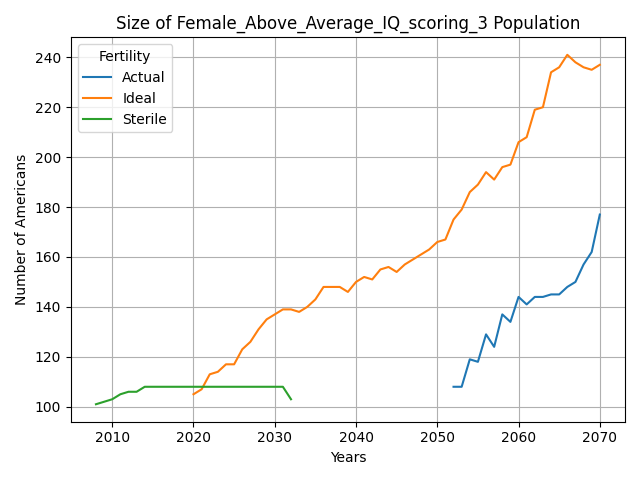 Size of Female_Above_Average_IQ_scoring_3 Population
Fertility
Actual
Ideal
Sterile
Number of Americans
240
220
200
180
160
140
120
100
2010 2020 2030 2040 2050 2060 2070
Years